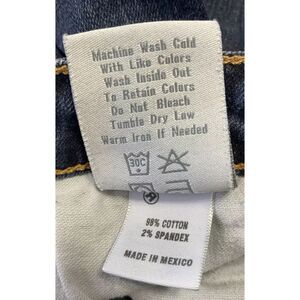 Machine Wash Cold
With Like Colors
Wash Inside Out
To Retain Colors
Do Not Bleach
Tumble Dry Low
Warm Iron If Needed
30C
98% COTTON
2% SPANDEX
MADE IN MEXICO